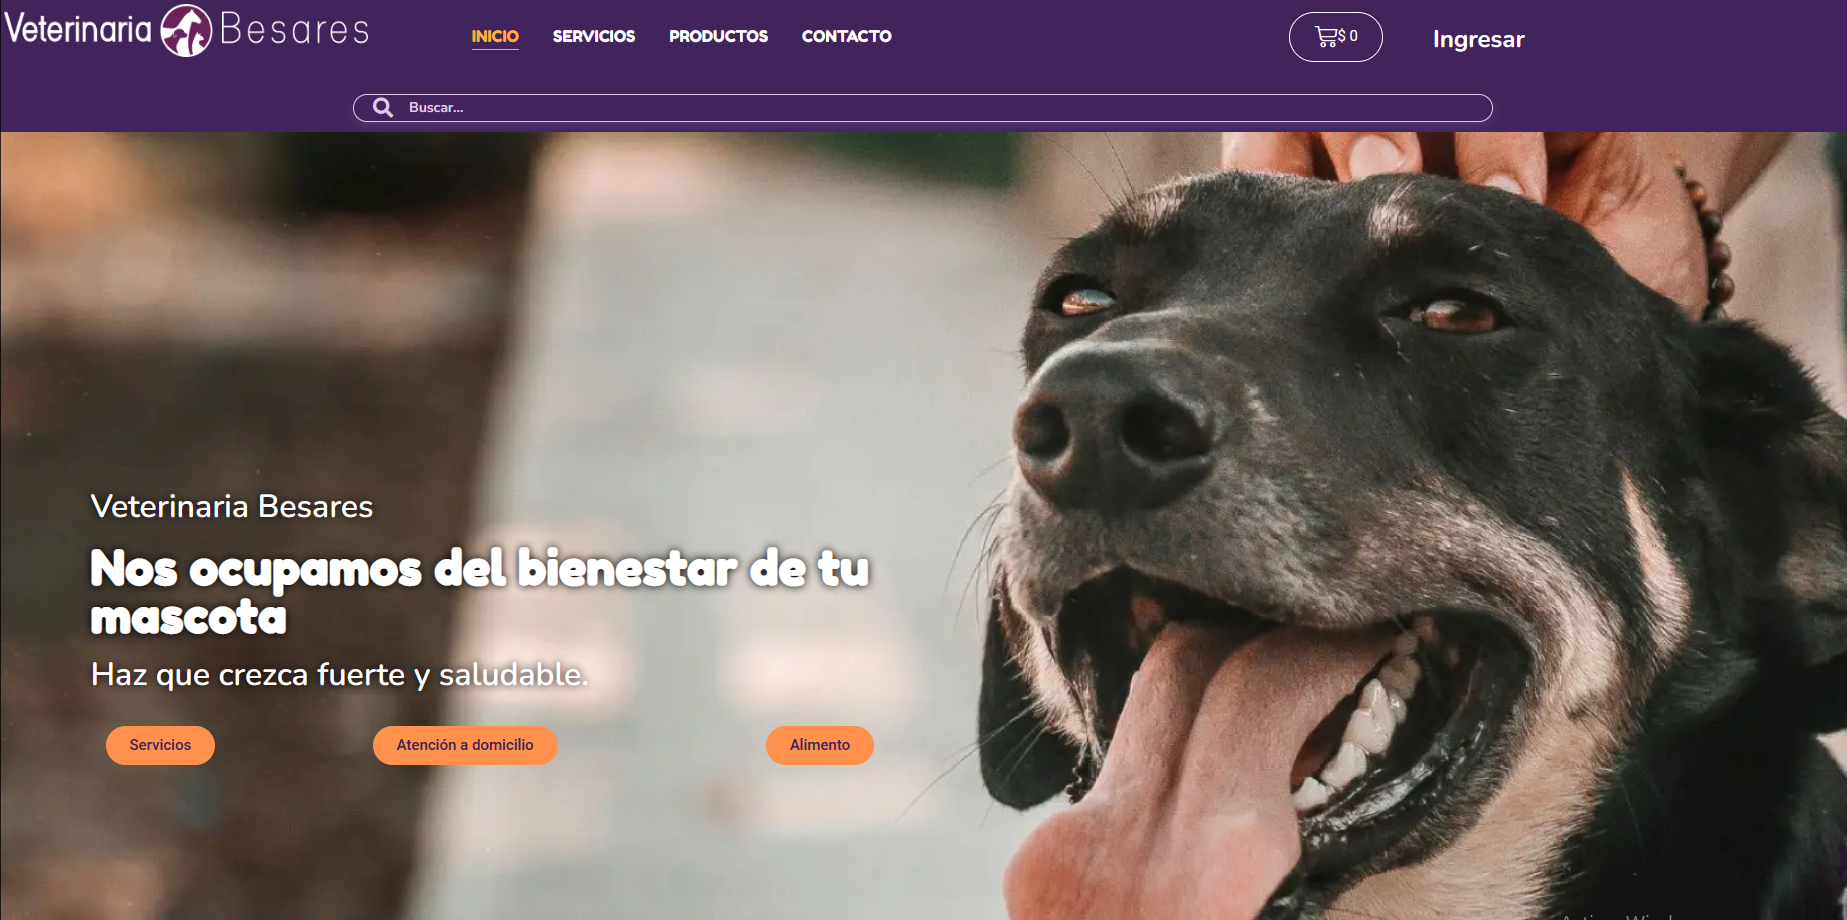 Veterinaria Besares
INICIO SERVICIOS PRODUCTOS CONTACTO
$ 0
Ingresar
Buscar...
Veterinaria Besares
Nos ocupamos del bienestar de tu
mascota
Haz que crezca fuerte y saludable.
Servicios Atención a domicilio Alimento